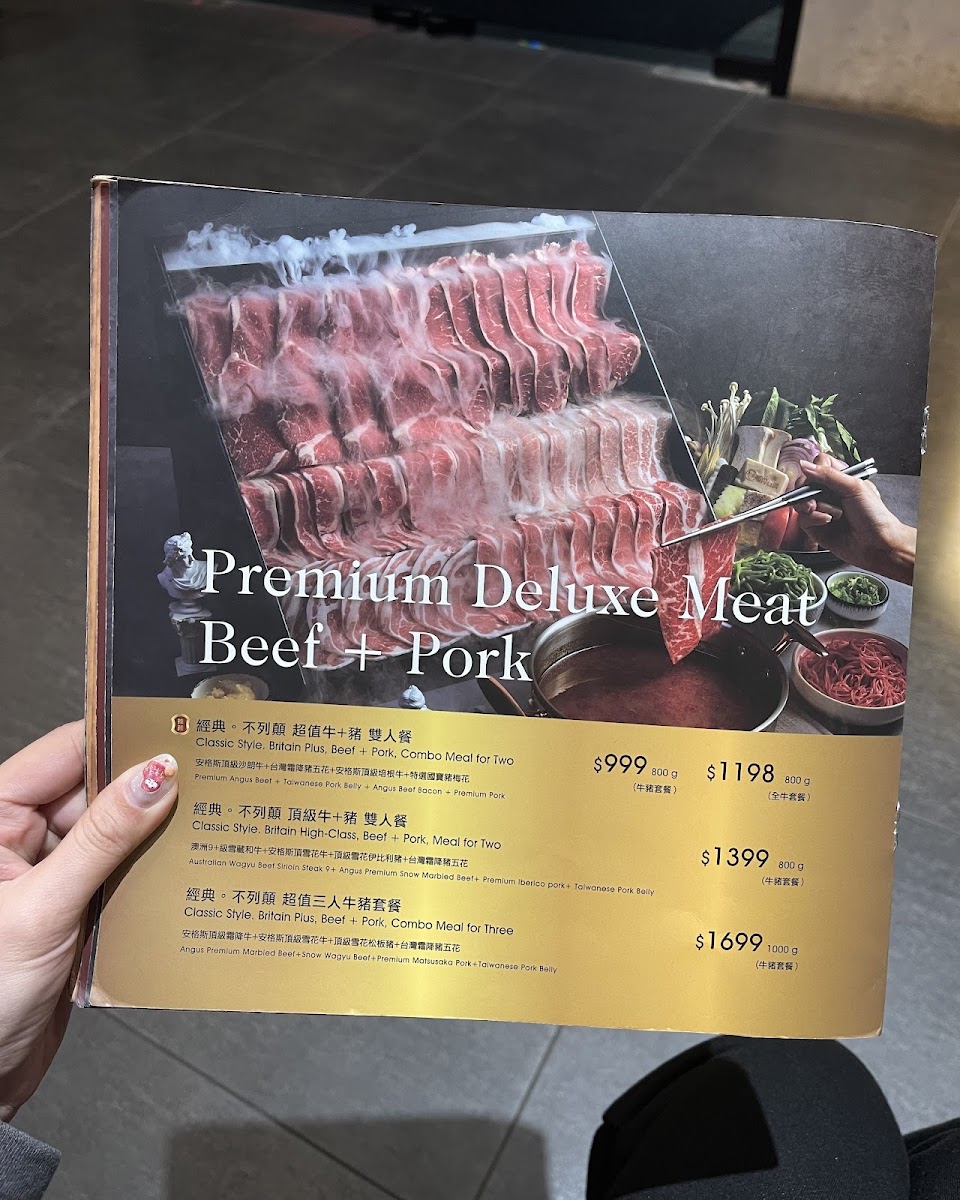 Premium Deluxe Meat
Beef + Pork
經典。不列顛 超值牛+豬 雙人餐
Classic Style. Britain Plus, Beef + Pork, Combo Meal for Two
$999 800 g
(牛豬套餐)
$1198 800 g
(全牛套餐)
安格斯頂級沙朗牛+台灣霜降豬五花+安格斯頂級培根牛+特選國寶豬梅花
Premium Angus Beef + Taiwanese Pork Belly + Angus Beef Bacon + Premium Pork
經典。不列顛 頂級牛+豬 雙人餐
Classic Style. Britain High-Class, Beef + Pork, Meal for Two
$1399 800 g
(牛豬套餐)
澳洲9+級雪藏和牛+安格斯頂雪花牛+頂級雪花伊比利豬+台灣霜降豬五花
Australian Wagyu Beef Sirloin Steak 9+ Angus Premium Snow Marbled Beef+ Premium Iberico pork+ Taiwanese Pork Belly
經典。不列顛 超值三人牛豬套餐
Classic Style. Britain Plus, Beef + Pork, Combo Meal for Three
$1699 1000 g
(牛豬套餐)
安格斯頂級霜降牛+安格斯頂級雪花牛+頂級雪花松板豬+台灣霜降豬五花
Angus Premium Marbled Beef+Snow Wagyu Beef+Premium Matsusaka Pork+Taiwanese Pork Belly